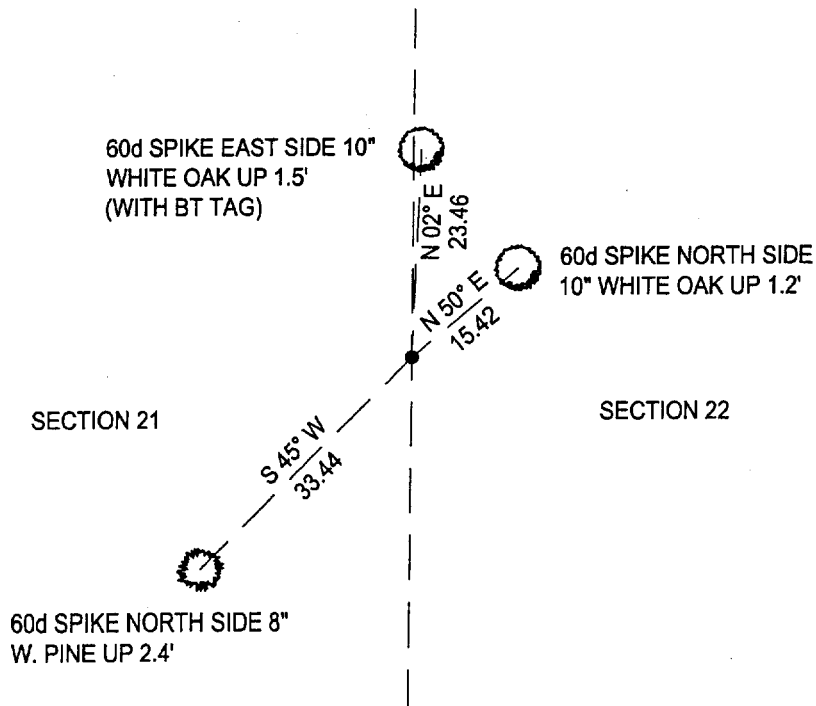 60d SPIKE EAST SIDE 10"
WHITE OAK UP 1.5'
(WITH BT TAG)
N 02° E
23.46
60d SPIKE NORTH SIDE
10" WHITE OAK UP 1.2'
N 50° E
15.42
SECTION 21
SECTION 22
S 45° W
33.44
60d SPIKE NORTH SIDE 8"
W. PINE UP 2.4'